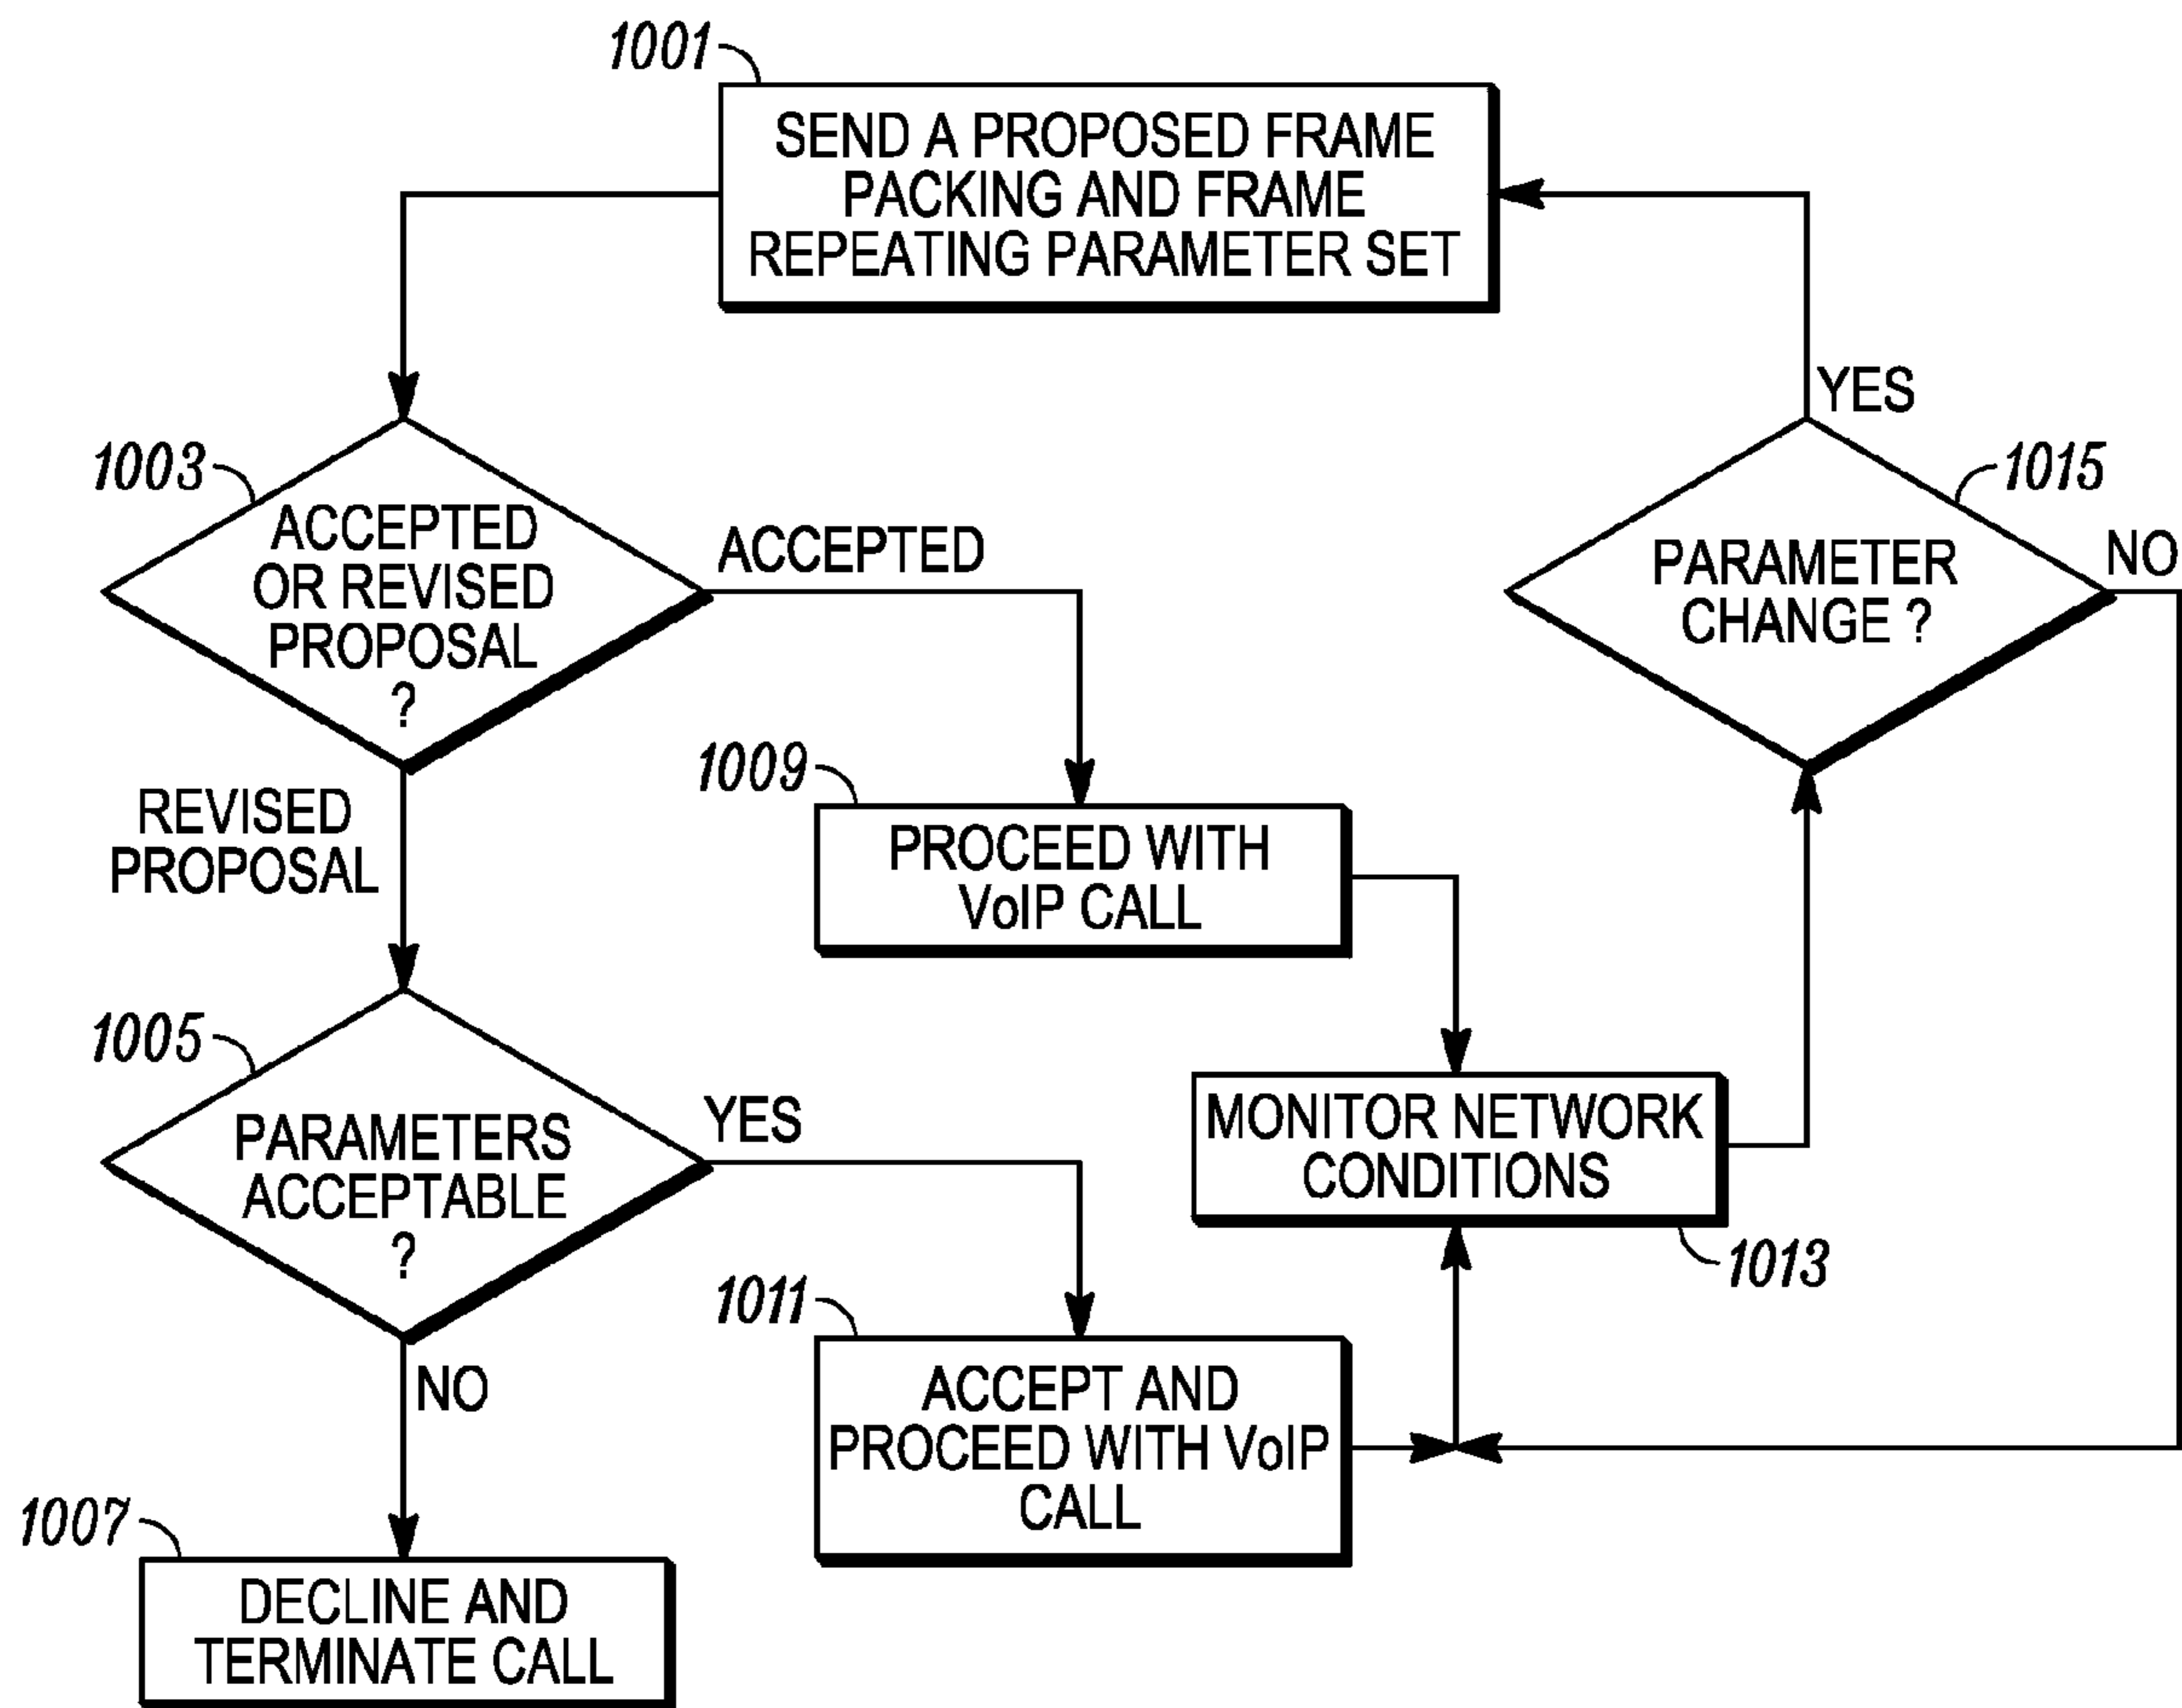 1001
SEND A PROPOSED FRAME
PACKING AND FRAME
REPEATING PARAMETER SET
1003
ACCEPTED
OR REVISED
PROPOSAL
?
ACCEPTED
REVISED
PROPOSAL
1005
PARAMETERS
ACCEPTABLE
?
YES
NO
1007
DECLINE AND
TERMINATE CALL
1009
PROCEED WITH
VoIP CALL
1011
ACCEPT AND
PROCEED WITH VoIP
CALL
MONITOR NETWORK
CONDITIONS
1013
YES
1015
PARAMETER
CHANGE ?
NO